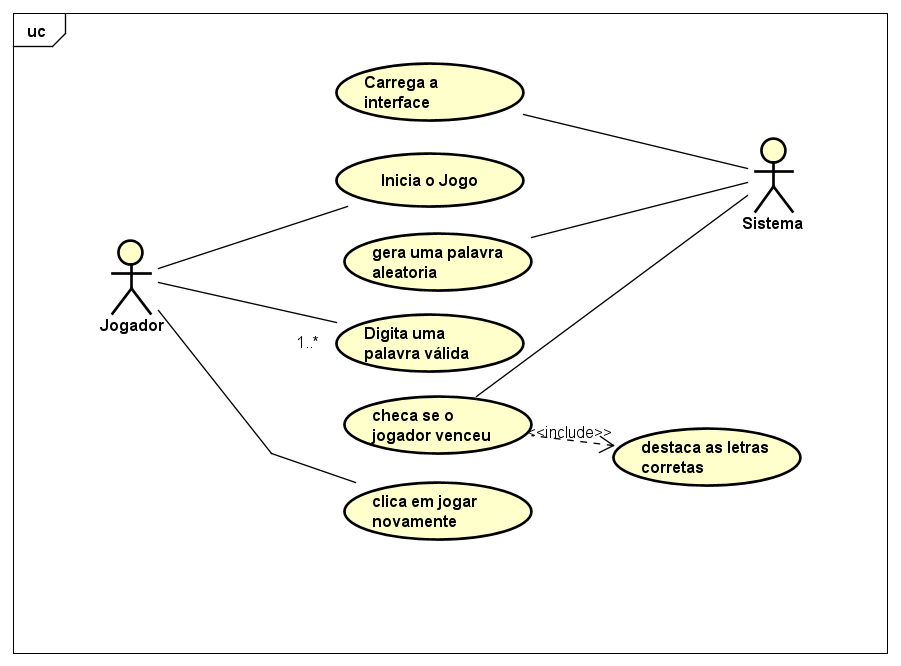 uc
Carrega a
interface
Inicia o Jogo
Sistema
gera uma palavra
aleatoria
Jogador
Digita uma
palavra válida
1..*
checa se o
jogador venceu
<<include>>
destaca as letras
corretas
clica em jogar
novamente